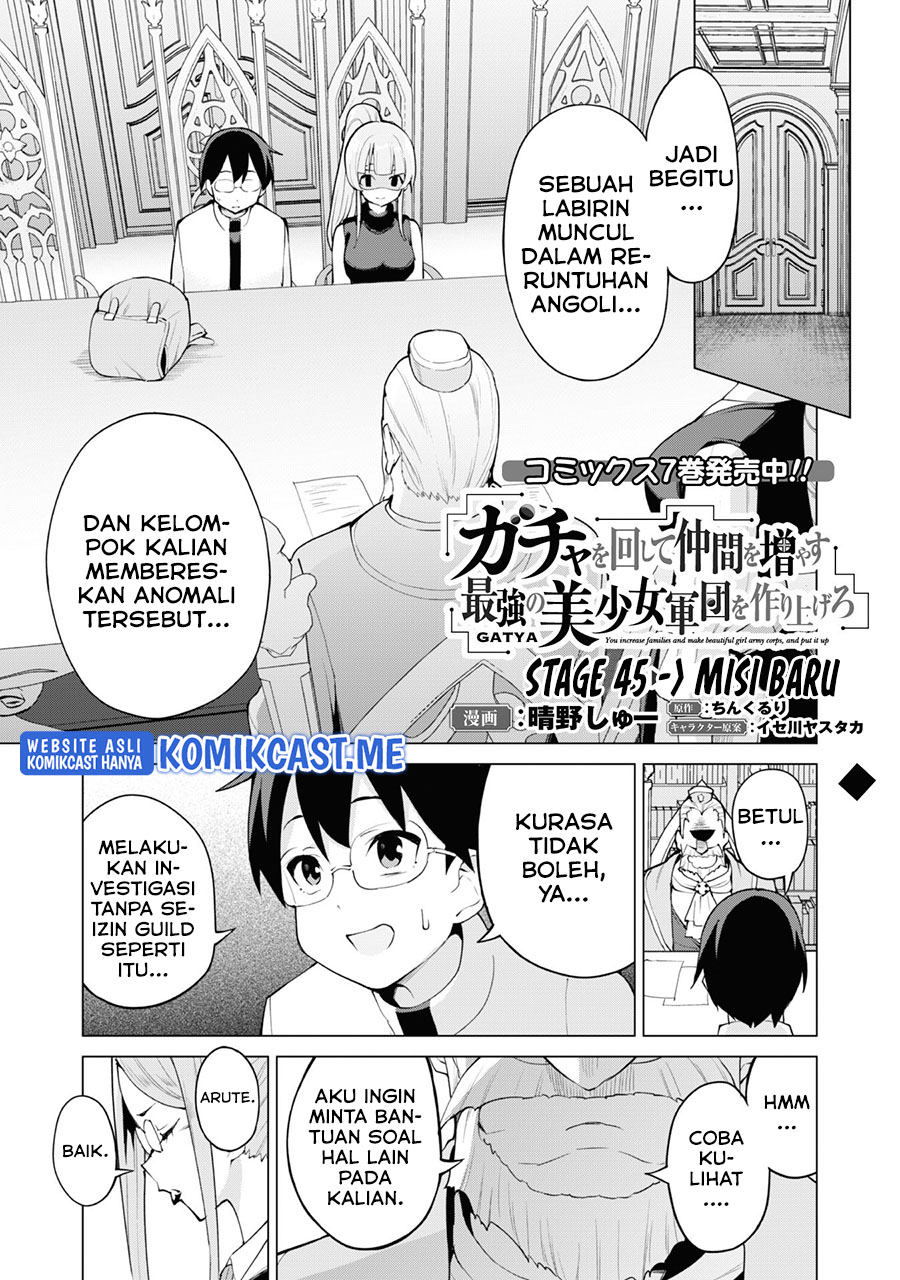 JADI
BEGITU
...
SEBUAH
LABIRIN
MUNCUL
DALAM RE-
RUNTUHAN
ANGOLI...
DAN KELOM-
POK KALIAN
MEMBERES-
KAN ANOMALI
TERSEBUT...
コミックス7巻発売中!!
ガチャを回して仲間を増やす
最強の美少女軍団を作り上げろ
GATYA
You increase families and make beautiful girl army corps, and put it up
STAGE 45 -> MISI BARU
漫画:晴野しゅー
原作:ちんくるり
キャラクター原案:イセ川ヤスタカ
WEBSITE ASLI
KOMIKCAST HANYA
KOMIKCAST.ME
BETUL
...
KURASA
TIDAK
BOLEH,
YA...
MELAKU-
KAN IN-
VESTIGASI
TANPA SE-
IZIN GUILD
SEPERTI
ITU...
HMM
...
COBA
KU-
LIHAT
....
AKU INGIN
MINTA BAN-
TUAN SOAL
HAL LAIN
PADA
KALIAN.
ARUTE.
BAIK.